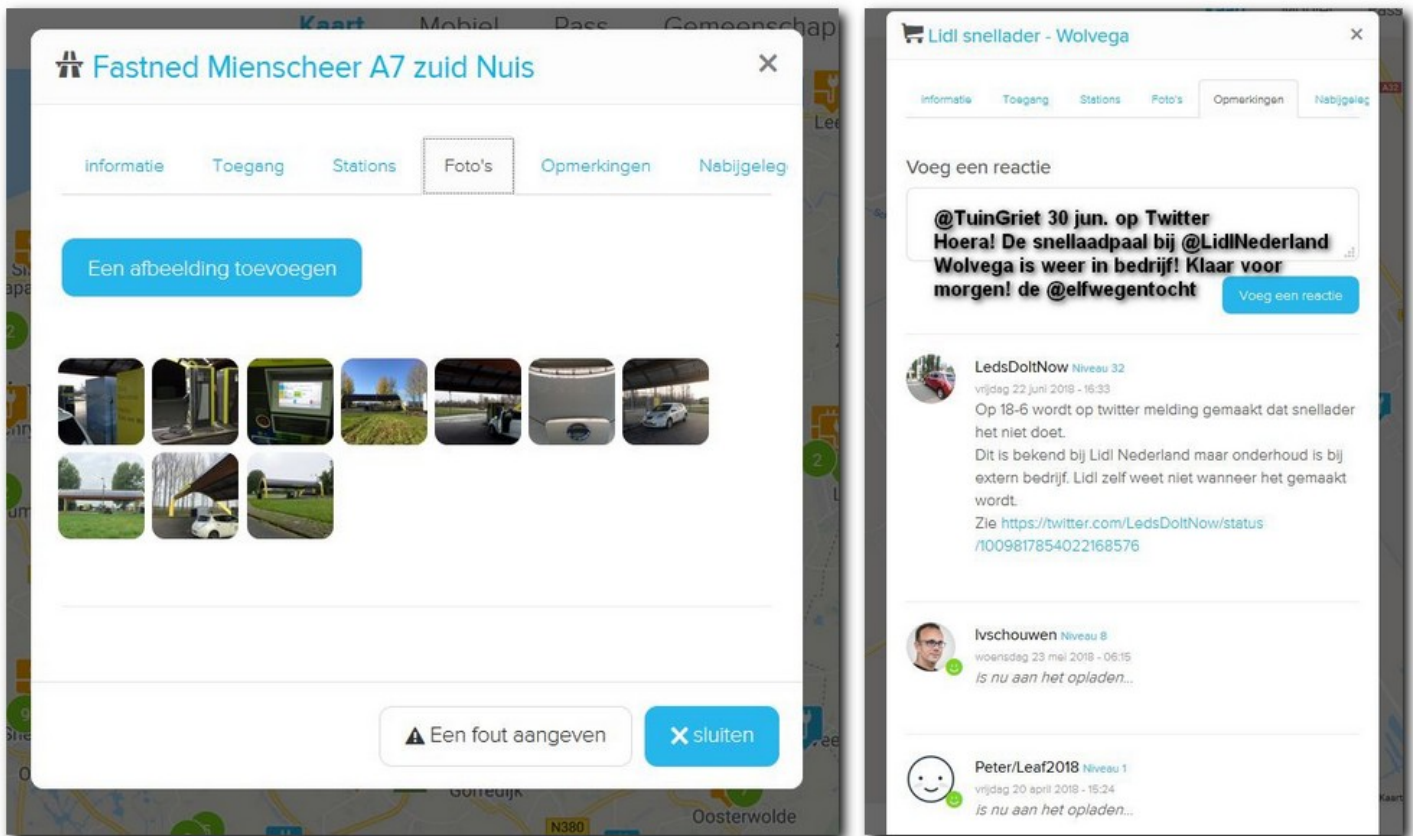 Kaart Mobiel Pass Gemeenschap
Fastned Mienscheer A7 zuid Nuis
informatie Toegang Stations Foto's Opmerkingen Nabijgeleg
Een afbeelding toevoegen
Een fout aangeven
sluiten
Gorredijk
N380
Oosterwolde
Lidl snellader - Wolvega
informatie Toegang Stations Foto's Opmerkingen Nabijgeleg
A32
Voeg een reactie
@TuinGriet 30 jun. op Twitter
Hoera! De snellaadpaal bij @LidlNederland
Wolvega is weer in bedrijf! Klaar voor
morgen! de @elfwegentocht
Voeg een reactie
LedsDoItNow Niveau 32
vrijdag 22 juni 2018 - 16:33
Op 18-6 wordt op twitter melding gemaakt dat snellader
het niet doet.
Dit is bekend bij Lidl Nederland maar onderhoud is bij
extern bedrijf. Lidl zelf weet niet wanneer het gemaakt
wordt.
Zie https://twitter.com/LedsDoItNow/status
/1009817854022168576
lvschouwen Niveau 8
woensdag 23 mei 2018 - 06:15
is nu aan het opladen...
Peter/Leaf2018 Niveau 1
vrijdag 20 april 2018 - 15:24
is nu aan het opladen...
Kaart